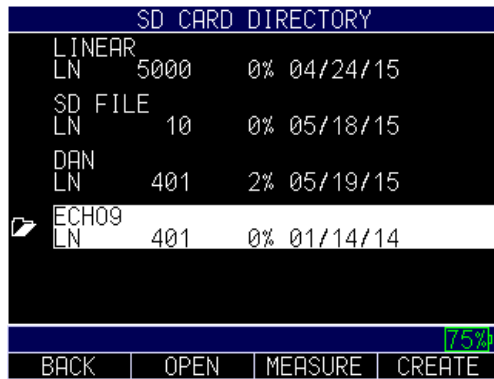 SD CARD DIRECTORY
LINEAR
LN 5000 0% 04/24/15
SD FILE
LN 10 0% 05/18/15
DAN
LN 401 2% 05/19/15
ECHO9
LN 401 0% 01/14/14
75%
BACK OPEN MEASURE CREATE